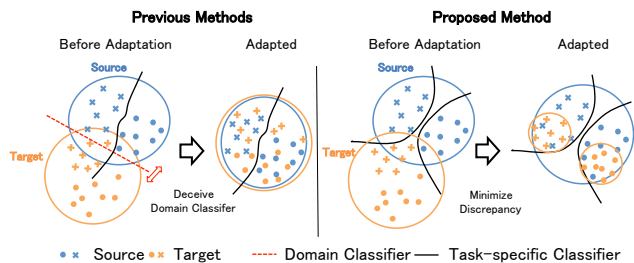 Previous Methods
Proposed Method
Before Adaptation
Adapted
Before Adaptation
Adapted
Source
Source
Target
Target
Deceive
Domain Classifer
Minimize
Discrepancy
Source
Target
Domain Classifier
Task-specific Classifier